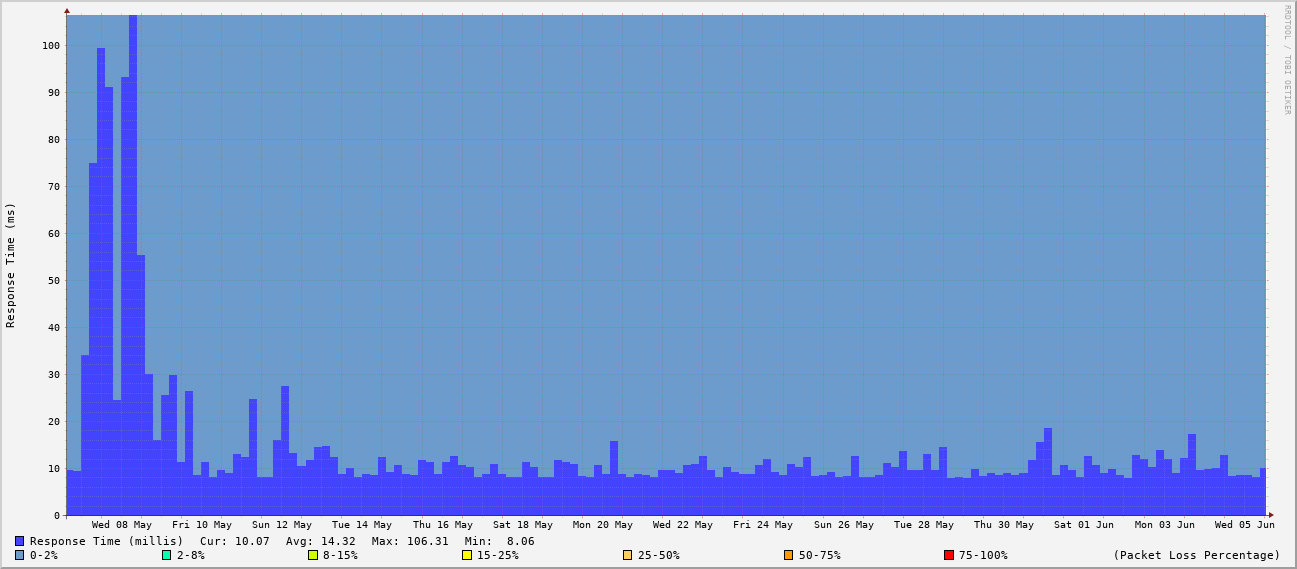 RRDTOOL / TOBI OETIKER
Response Time (ms)
100
90
80
70
60
50
40
30
20
10
0
Wed 08 May Fri 10 May Sun 12 May Tue 14 May Thu 16 May Sat 18 May Mon 20 May Wed 22 May Fri 24 May Sun 26 May Tue 28 May Thu 30 May Sat 01 Jun Mon 03 Jun Wed 05 Jun
Response Time (millis) Cur: 10.07 Avg: 14.32 Max: 106.31 Min: 8.06
0-2% 2-8% 8-15% 15-25% 25-50% 50-75% 75-100% (Packet Loss Percentage)